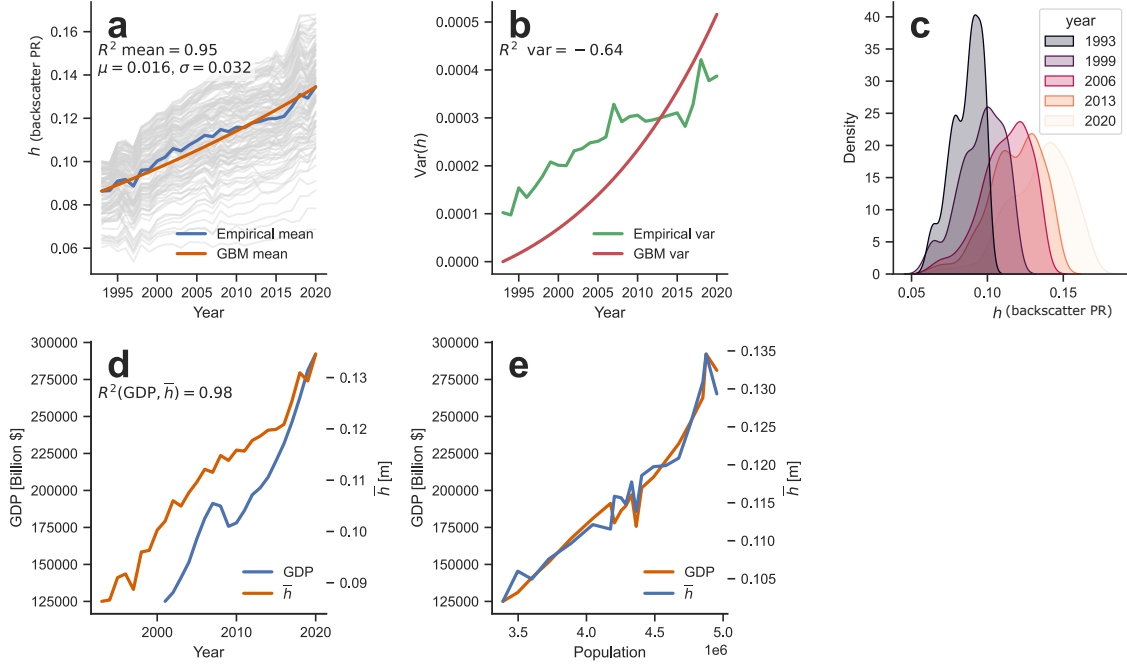 a
R² mean = 0.95
μ = 0.016, σ = 0.032
h (backscatter PR)
0.16
0.14
0.12
0.10
0.08
0.06
Empirical mean
GBM mean
1995 2000 2005 2010 2015 2020
Year
b
R² var = −0.64
Var(h)
0.0005
0.0004
0.0003
0.0002
0.0001
0.0000
Empirical var
GBM var
1995 2000 2005 2010 2015 2020
Year
c
year
1993
1999
2006
2013
2020
Density
40
35
30
25
20
15
10
5
0
0.05 0.10 0.15
h (backscatter PR)
d
R²(GDP, h̅) = 0.98
GDP [Billion $]
300000
275000
250000
225000
200000
175000
150000
125000
0.13
0.12
0.11
0.10
0.09
h̅ [m]
GDP
h̅
2000 2010 2020
Year
e
GDP [Billion $]
300000
275000
250000
225000
200000
175000
150000
125000
0.135
0.130
0.125
0.120
0.115
0.110
0.105
h̅ [m]
GDP
h̅
3.5 4.0 4.5 5.0
1e6
Population